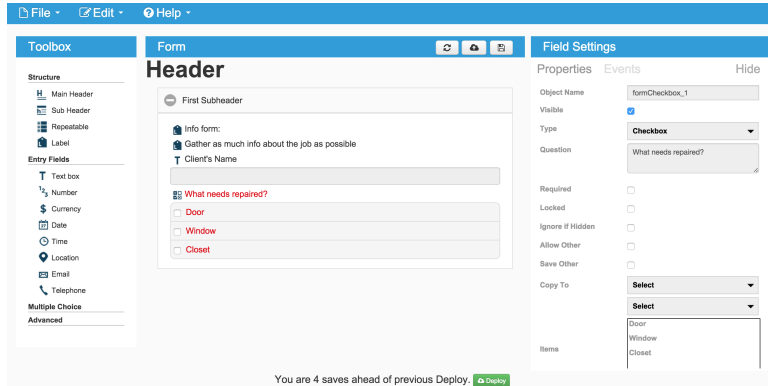 File Edit Help
Toolbox
Structure
Main Header
Sub Header
Repeatable
Label
Entry Fields
Text box
Number
Currency
Date
Time
Location
Email
Telephone
Multiple Choice
Advanced
Form
Header
First Subheader
Info form:
Gather as much info about the job as possible
Client's Name
What needs repaired?
Door
Window
Closet
You are 4 saves ahead of previous Deploy. Deploy
Field Settings
Properties Events Hide
Object Name formCheckbox_1
Visible
Type Checkbox
Question What needs repaired?
Required
Locked
Ignore if Hidden
Allow Other
Save Other
Copy To Select
Select
Items
Door
Window
Closet